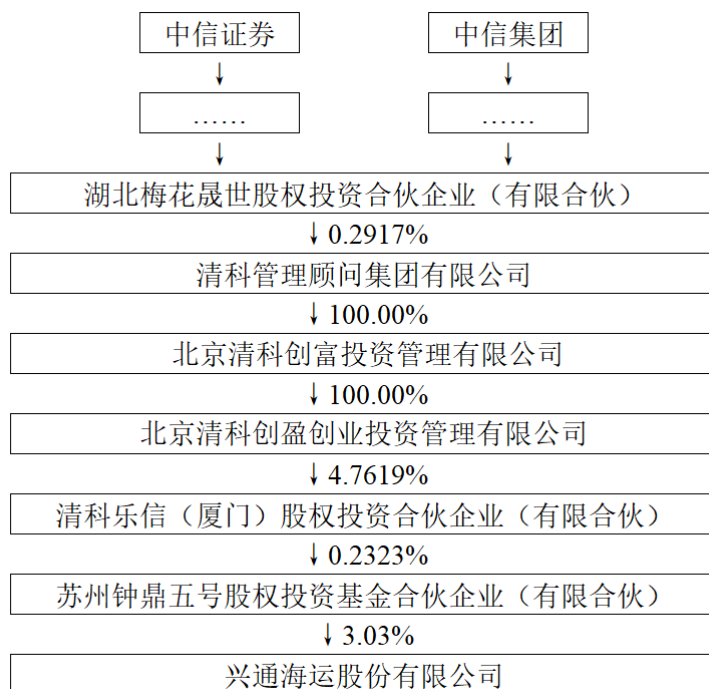 中信证券 中信集团
↓ ↓
…… ……
↓ ↓
湖北梅花晟世股权投资合伙企业（有限合伙）
↓ 0.2917%
清科管理顾问集团有限公司
↓ 100.00%
北京清科创富投资管理有限公司
↓ 100.00%
北京清科创盈创业投资管理有限公司
↓ 4.7619%
清科乐信（厦门）股权投资合伙企业（有限合伙）
↓ 0.2323%
苏州钟鼎五号股权投资基金合伙企业（有限合伙）
↓ 3.03%
兴通海运股份有限公司